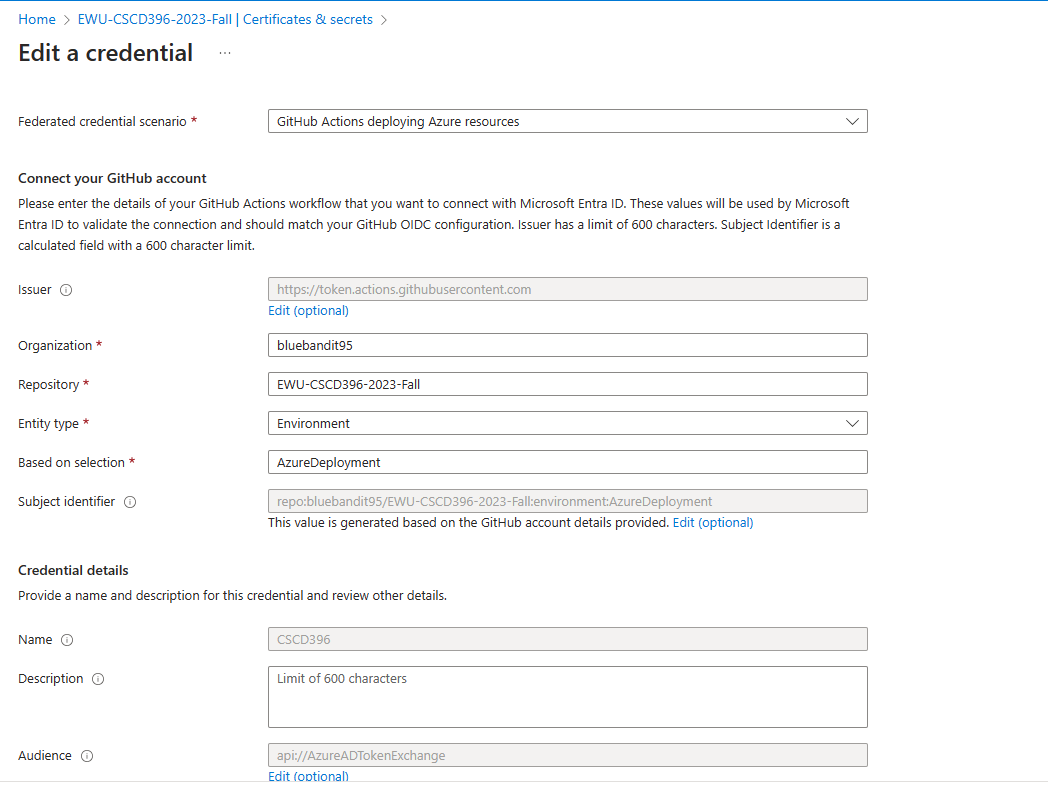 Home > EWU-CSCD396-2023-Fall | Certificates & secrets >
Edit a credential ...
Federated credential scenario * GitHub Actions deploying Azure resources
Connect your GitHub account
Please enter the details of your GitHub Actions workflow that you want to connect with Microsoft Entra ID. These values will be used by Microsoft
Entra ID to validate the connection and should match your GitHub OIDC configuration. Issuer has a limit of 600 characters. Subject Identifier is a
calculated field with a 600 character limit.
Issuer https://token.actions.githubusercontent.com
Edit (optional)
Organization * bluebandit95
Repository * EWU-CSCD396-2023-Fall
Entity type * Environment
Based on selection * AzureDeployment
Subject identifier repo:bluebandit95/EWU-CSCD396-2023-Fall:environment:AzureDeployment
This value is generated based on the GitHub account details provided. Edit (optional)
Credential details
Provide a name and description for this credential and review other details.
Name CSCD396
Description Limit of 600 characters
Audience api://AzureADTokenExchange
Edit (optional)